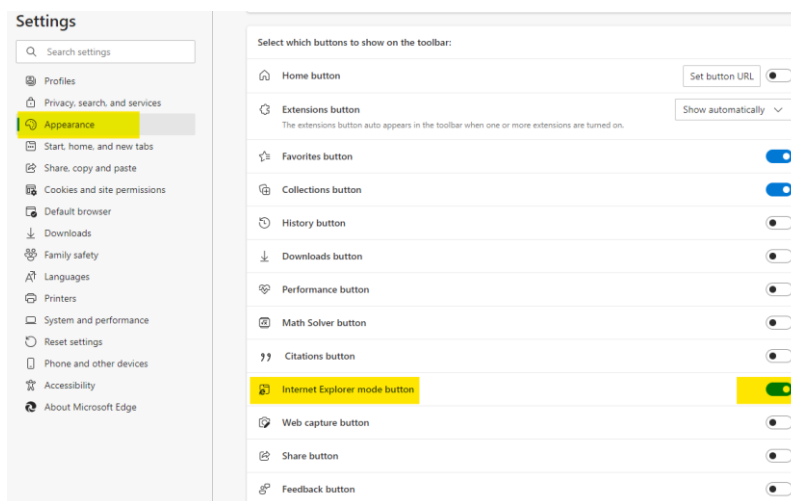 Settings
Search settings
Profiles
Privacy, search, and services
Appearance
Start, home, and new tabs
Share, copy and paste
Cookies and site permissions
Default browser
Downloads
Family safety
Languages
Printers
System and performance
Reset settings
Phone and other devices
Accessibility
About Microsoft Edge
Select which buttons to show on the toolbar:
Home button
Set button URL
Extensions button
Show automatically
The extensions button auto appears in the toolbar when one or more extensions are turned on.
Favorites button
Collections button
History button
Downloads button
Performance button
Math Solver button
Citations button
Internet Explorer mode button
Web capture button
Share button
Feedback button